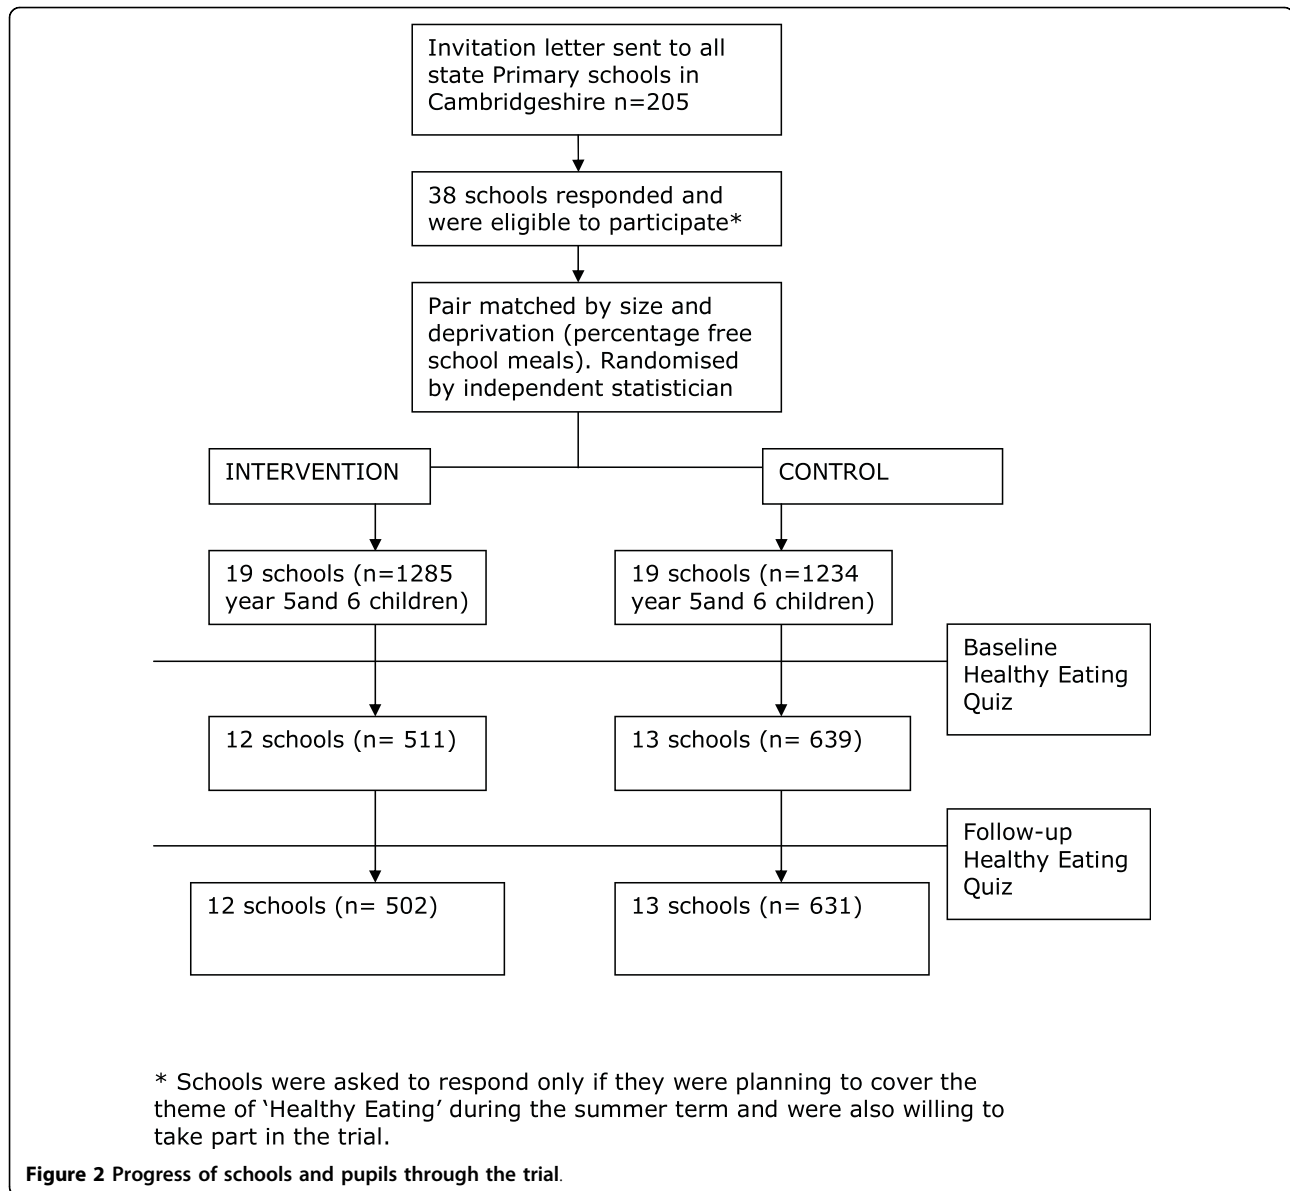 Invitation letter sent to all
state Primary schools in
Cambridgeshire n=205
38 schools responded and
were eligible to participate*
Pair matched by size and
deprivation (percentage free
school meals). Randomised
by independent statistician
INTERVENTION
CONTROL
19 schools (n=1285
year 5and 6 children)
19 schools (n=1234
year 5and 6 children)
Baseline
Healthy Eating
Quiz
12 schools (n= 511)
13 schools (n= 639)
Follow-up
Healthy Eating
Quiz
12 schools (n= 502)
13 schools (n= 631)
* Schools were asked to respond only if they were planning to cover the
theme of ‘Healthy Eating’ during the summer term and were also willing to
take part in the trial.
Figure 2 Progress of schools and pupils through the trial.